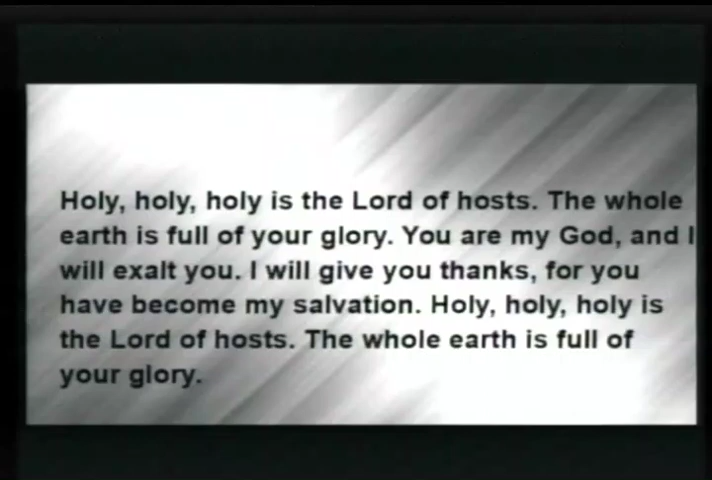 Holy, holy, holy is the Lord of hosts. The whole
earth is full of your glory. You are my God, and I
will exalt you. I will give you thanks, for you
have become my salvation. Holy, holy, holy is
the Lord of hosts. The whole earth is full of
your glory.